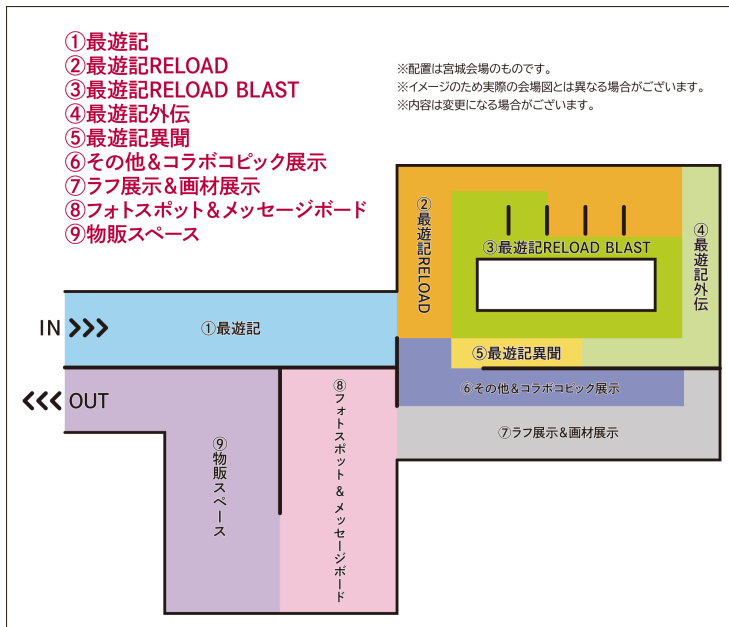 ①最遊記
②最遊記RELOAD
③最遊記RELOAD BLAST
④最遊記外伝
⑤最遊記異聞
⑥その他＆コラボコピック展示
⑦ラフ展示＆画材展示
⑧フォトスポット＆メッセージボード
⑨物販スペース
※配置は宮城会場のものです。
※イメージのため実際の会場図とは異なる場合がございます。
※内容は変更になる場合がございます。
②最遊記RELOAD
③最遊記RELOAD BLAST
④最遊記外伝
IN
①最遊記
⑤最遊記異聞
⑥その他＆コラボコピック展示
OUT
⑦ラフ展示＆画材展示
⑧フォトスポット＆メッセージボード
⑨物販スペース